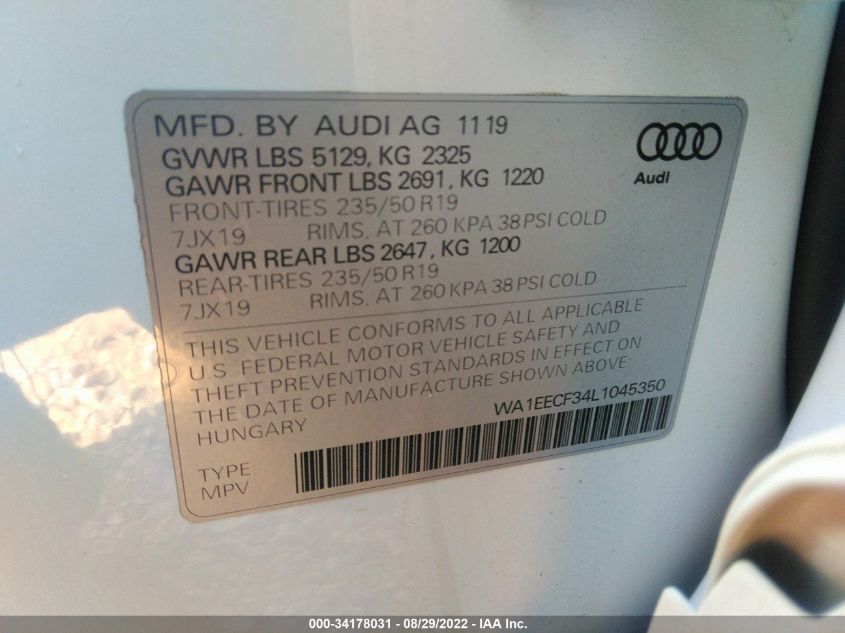 MFD. BY AUDI AG 11 19
GVWR LBS 5129, KG 2325
GAWR FRONT LBS 2691, KG 1220
FRONT-TIRES 235/50 R19
7JX19 RIMS. AT 260 KPA 38 PSI COLD
GAWR REAR LBS 2647, KG 1200
REAR-TIRES 235/50 R19
7JX19 RIMS. AT 260 KPA 38 PSI COLD
Audi
THIS VEHICLE CONFORMS TO ALL APPLICABLE
U.S. FEDERAL MOTOR VEHICLE SAFETY AND
THEFT PREVENTION STANDARDS IN EFFECT ON
THE DATE OF MANUFACTURE SHOWN ABOVE:
HUNGARY WA1EECF34L1045350
TYPE
MPV
000-34178031 - 08/29/2022 - IAA Inc.